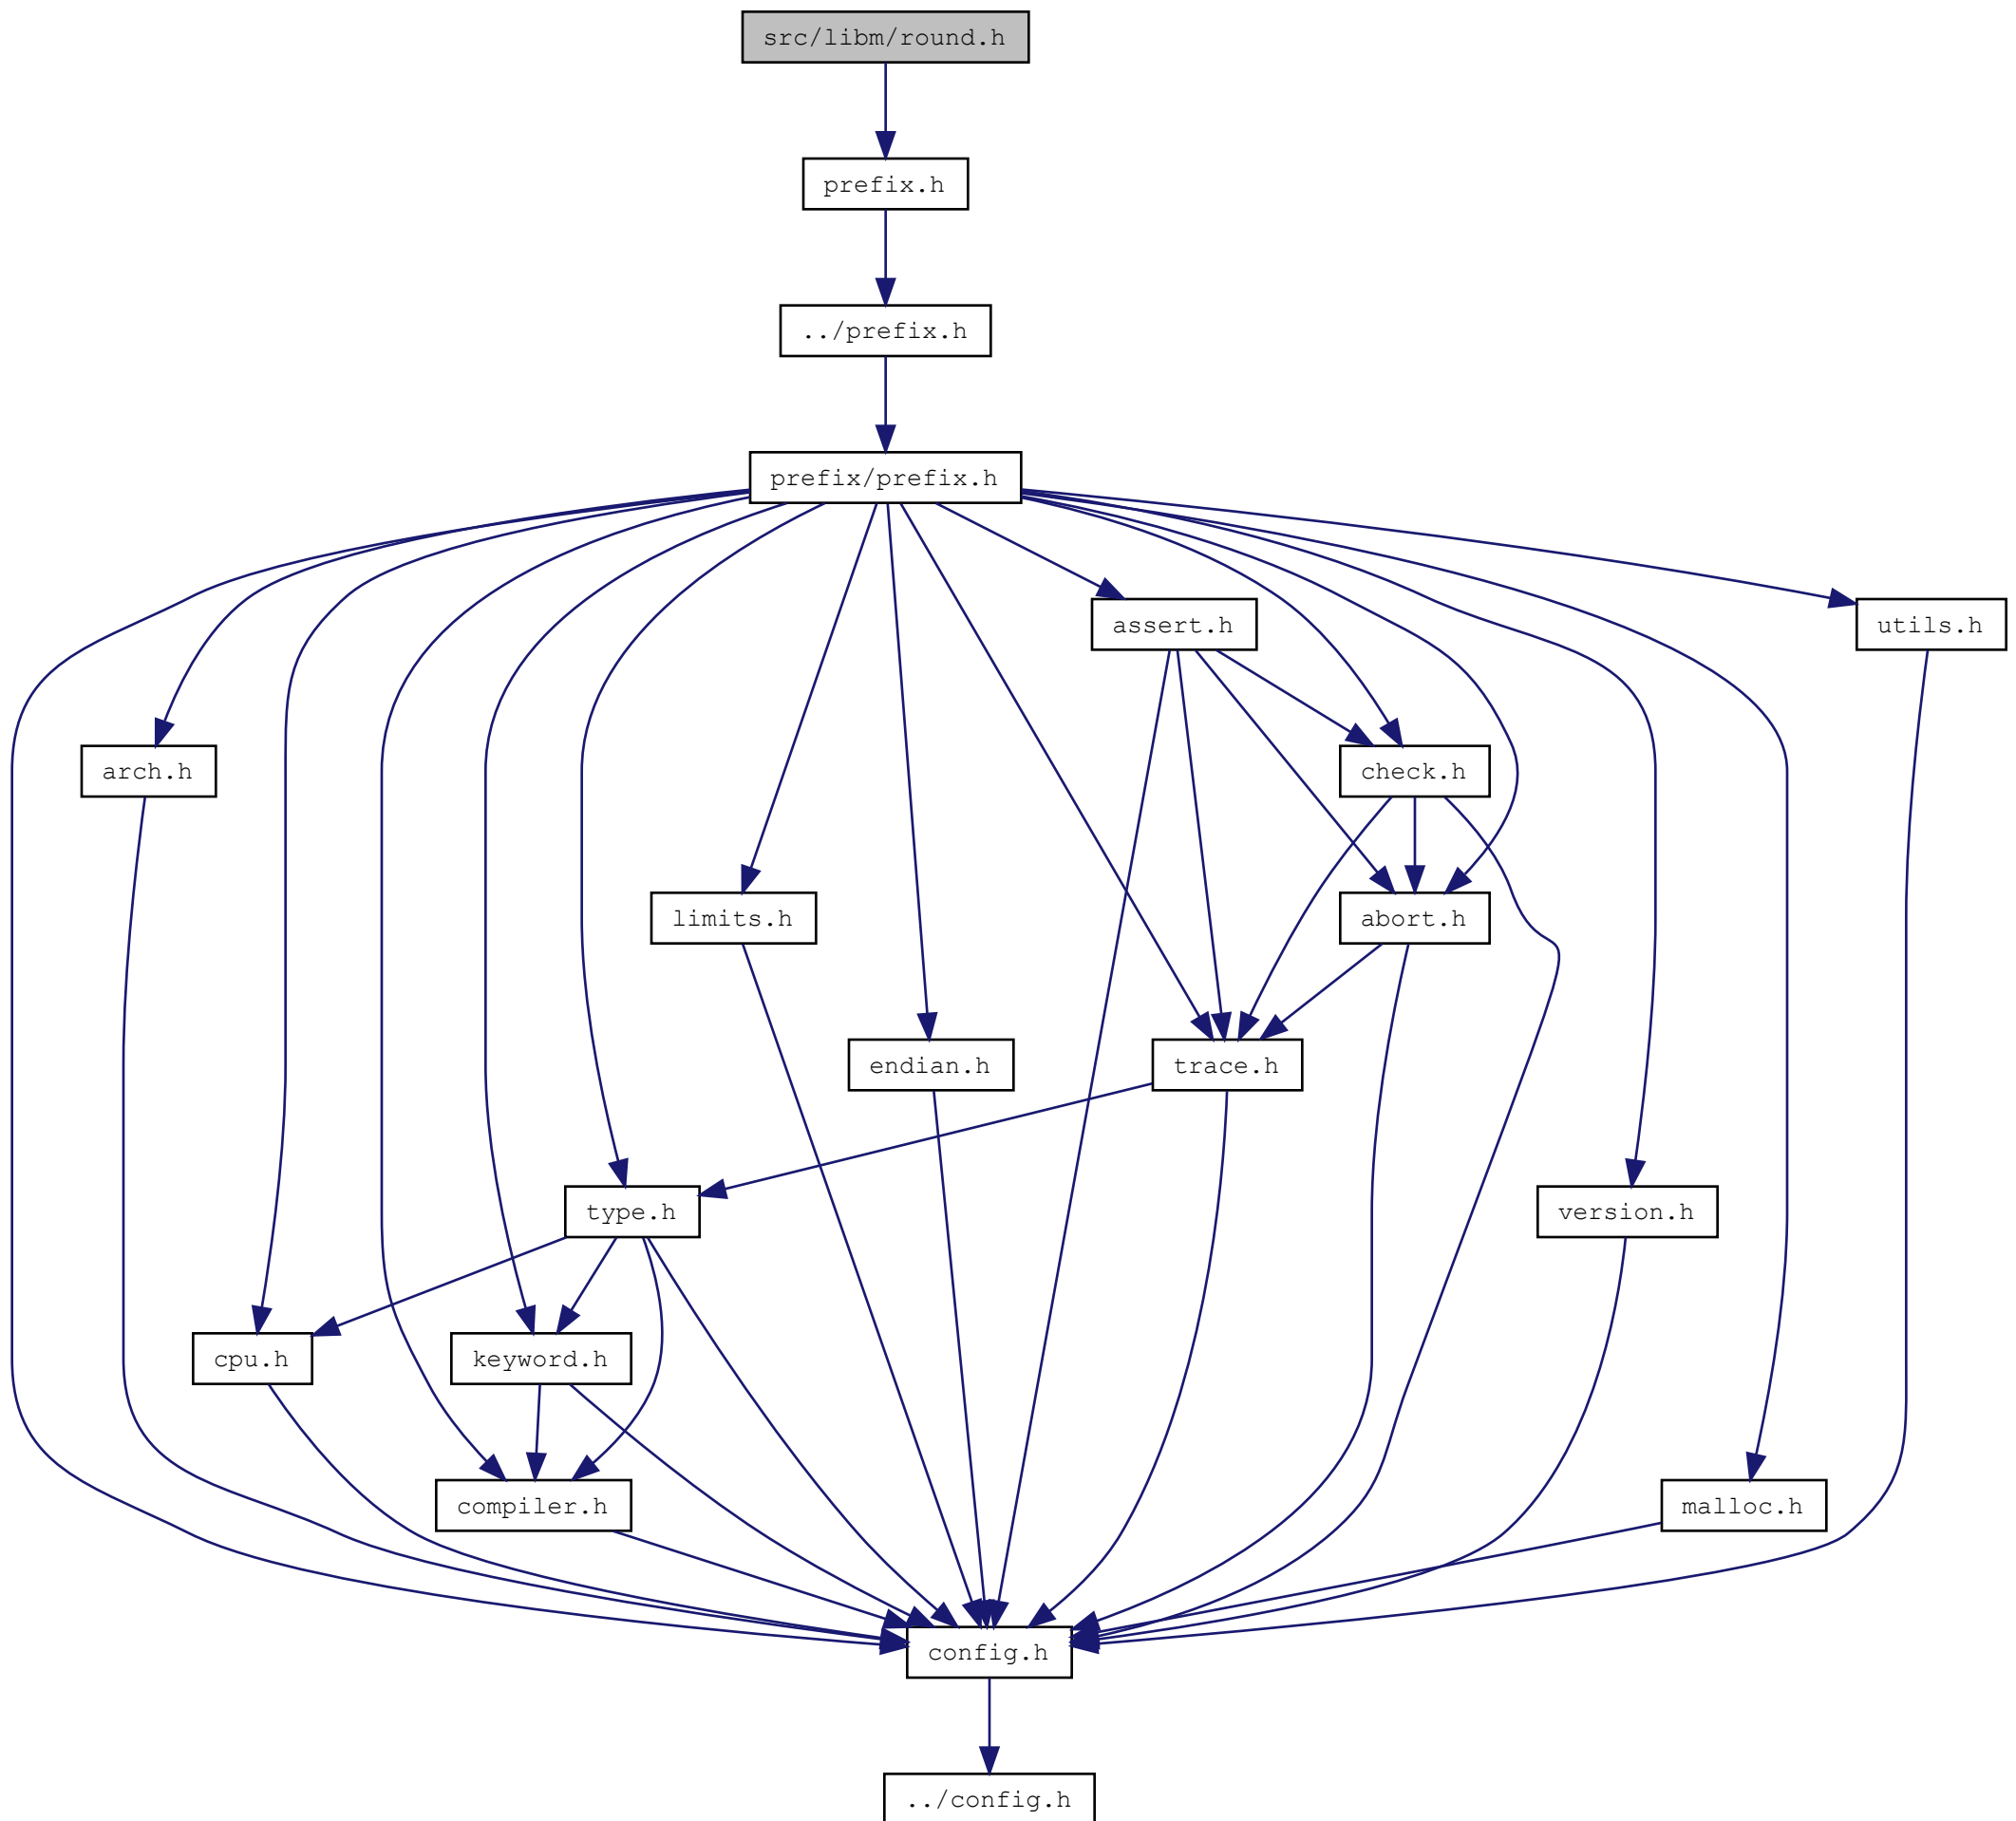 src/libm/round.h
prefix.h
../prefix.h
prefix/prefix.h
assert.h
utils.h
arch.h
check.h
limits.h
abort.h
endian.h
trace.h
type.h
version.h
cpu.h
keyword.h
compiler.h
malloc.h
config.h
../config.h